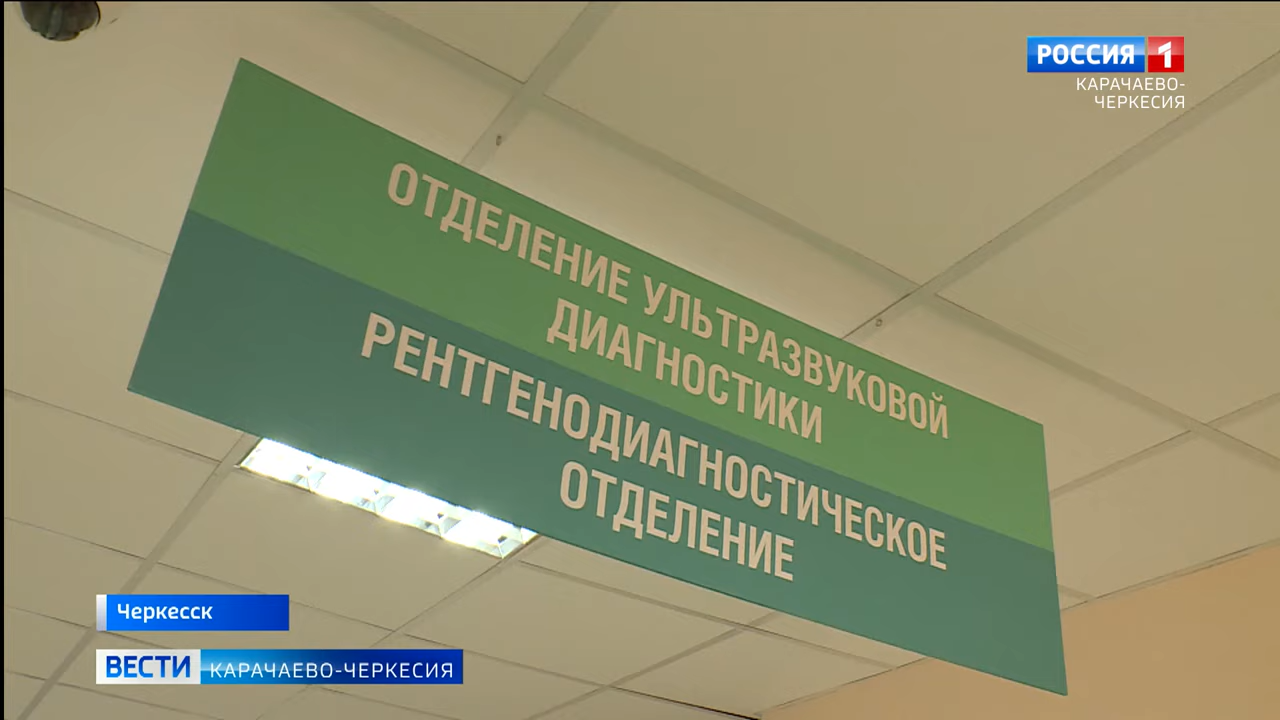 РОССИЯ 1
КАРАЧАЕВО-
ЧЕРКЕСИЯ
ОТДЕЛЕНИЕ УЛЬТРАЗВУКОВОЙ
ДИАГНОСТИКИ
РЕНТГЕНОДИАГНОСТИЧЕСКОЕ
ОТДЕЛЕНИЕ
Черкесск
ВЕСТИ КАРАЧАЕВО-ЧЕРКЕСИЯ